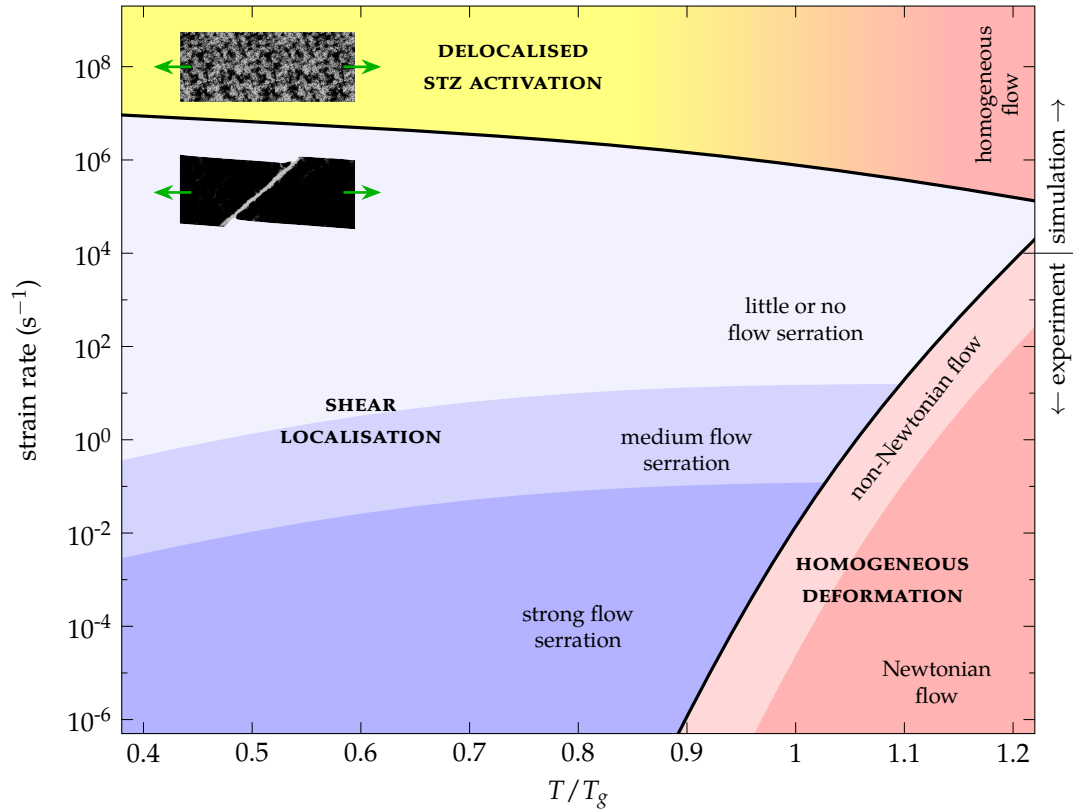 DELOCALISED
STZ ACTIVATION
homogeneous
flow
simulation →
← experiment
little or no
flow serration
SHEAR
LOCALISATION
medium flow
serration
strong flow
serration
non-Newtonian flow
HOMOGENEOUS
DEFORMATION
Newtonian
flow
strain rate (s⁻¹)
10⁸
10⁶
10⁴
10²
10⁰
10⁻²
10⁻⁴
10⁻⁶
0.4 0.5 0.6 0.7 0.8 0.9 1 1.1 1.2
T/T_g